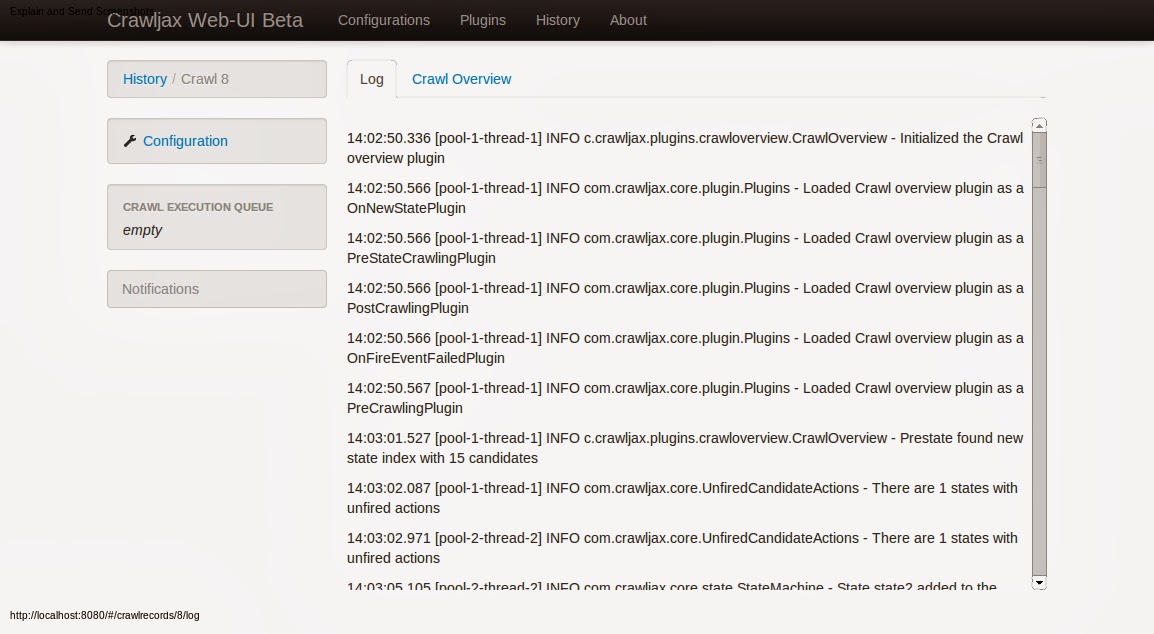 Explain and Send Screenshots
Crawljax Web-UI Beta
Configurations
Plugins
History
About
History / Crawl 8
Configuration
CRAWL EXECUTION QUEUE
empty
Notifications
Log
Crawl Overview
14:02:50.336 [pool-1-thread-1] INFO c.crawljax.plugins.crawloverview.CrawlOverview - Initialized the Crawl
overview plugin
14:02:50.566 [pool-1-thread-1] INFO com.crawljax.core.plugin.Plugins - Loaded Crawl overview plugin as a
OnNewStatePlugin
14:02:50.566 [pool-1-thread-1] INFO com.crawljax.core.plugin.Plugins - Loaded Crawl overview plugin as a
PreStateCrawlingPlugin
14:02:50.566 [pool-1-thread-1] INFO com.crawljax.core.plugin.Plugins - Loaded Crawl overview plugin as a
PostCrawlingPlugin
14:02:50.566 [pool-1-thread-1] INFO com.crawljax.core.plugin.Plugins - Loaded Crawl overview plugin as a
OnFireEventFailedPlugin
14:02:50.567 [pool-1-thread-1] INFO com.crawljax.core.plugin.Plugins - Loaded Crawl overview plugin as a
PreCrawlingPlugin
14:03:01.527 [pool-1-thread-1] INFO c.crawljax.plugins.crawloverview.CrawlOverview - Prestate found new
state index with 15 candidates
14:03:02.087 [pool-1-thread-1] INFO com.crawljax.core.UnfiredCandidateActions - There are 1 states with
unfired actions
14:03:02.971 [pool-2-thread-2] INFO com.crawljax.core.UnfiredCandidateActions - There are 1 states with
unfired actions
14:03:05.105 [pool-2-thread-2] INFO com.crawljax.core.state.StateMachine - State state2 added to the
http://localhost:8080/#/crawlrecords/8/log